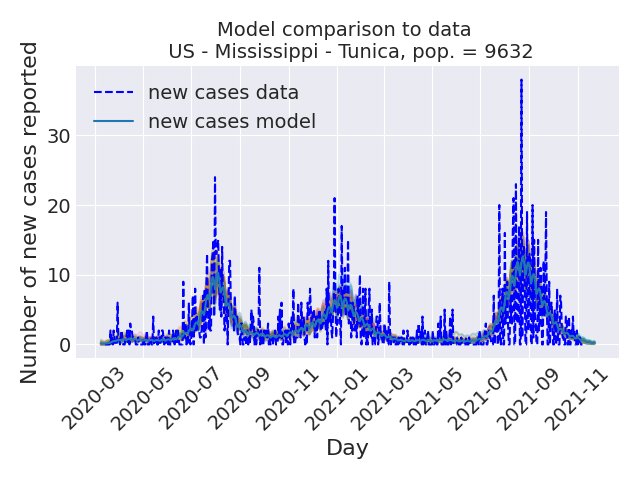 Model comparison to data
US - Mississippi - Tunica, pop. = 9632
Number of new cases reported
new cases data
new cases model
30
20
10
0
2020-03
2020-05
2020-07
2020-09
2020-11
2021-01
2021-03
2021-05
2021-07
2021-09
2021-11
Day